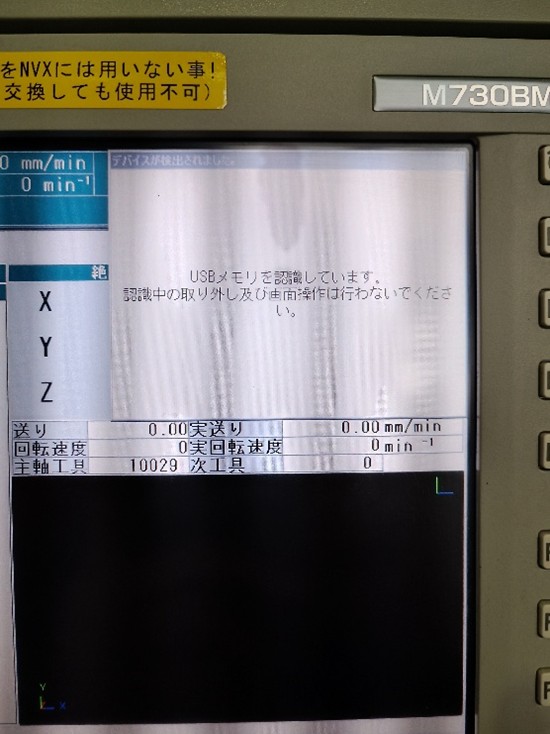 をNVXには用いない事!
交換しても使用不可)
M730BM
0 mm/min
0 min-1
デバイスが検出されました。
USBメモリを認識しています。
認識中の取り外し及び画面操作は行わないでくださ
い。
絶
X
Y
Z
送り 0.00 実送り 0.00 mm/min
回転速度 0 実回転速度 0 min -1
主軸工具 10029 次工具 0
Y
X